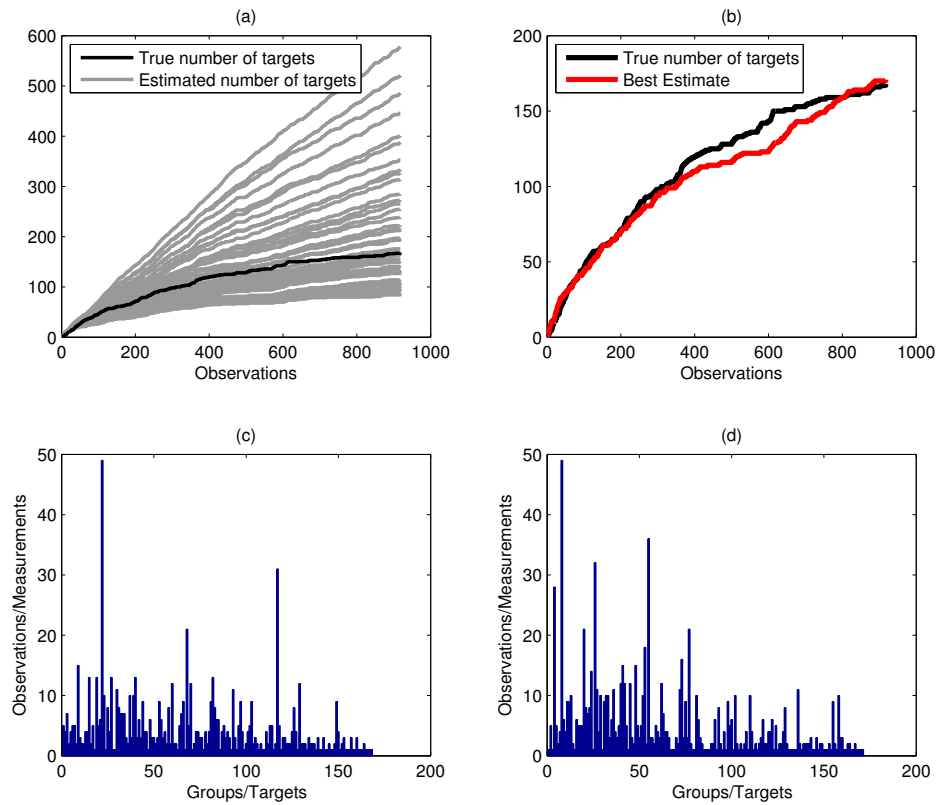 (a)
600
500
400
300
200
100
0
0 200 400 600 800 1000
Observations
True number of targets
Estimated number of targets
(b)
200
150
100
50
0
0 200 400 600 800 1000
Observations
True number of targets
Best Estimate
(c)
Observations/Measurements
50
40
30
20
10
0
0 50 100 150 200
Groups/Targets
(d)
Observations/Measurements
50
40
30
20
10
0
0 50 100 150 200
Groups/Targets